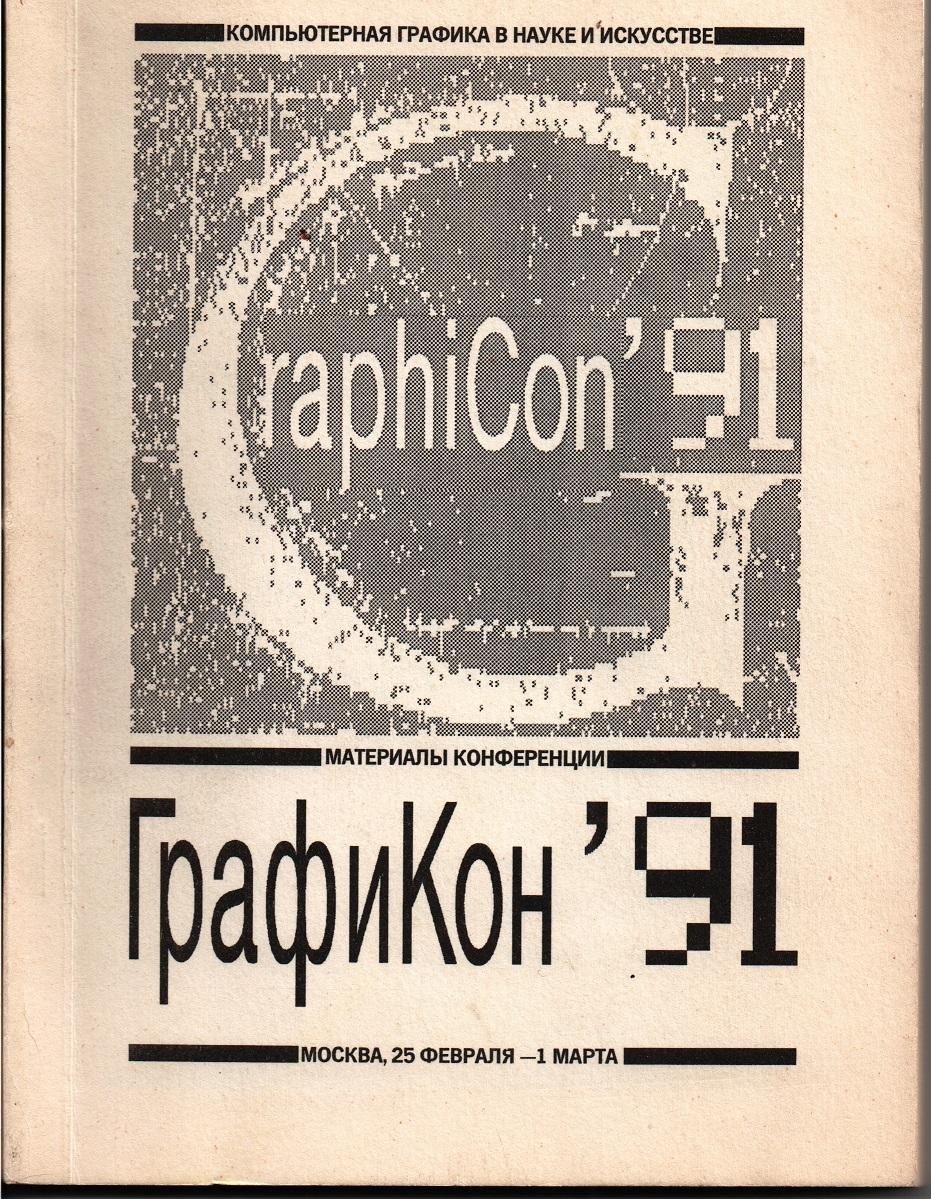 КОМПЬЮТЕРНАЯ ГРАФИКА В НАУКЕ И ИСКУССТВЕ
GraphiCon'91
МАТЕРИАЛЫ КОНФЕРЕНЦИИ
ГрафиКон '91
МОСКВА, 25 ФЕВРАЛЯ —1 МАРТА